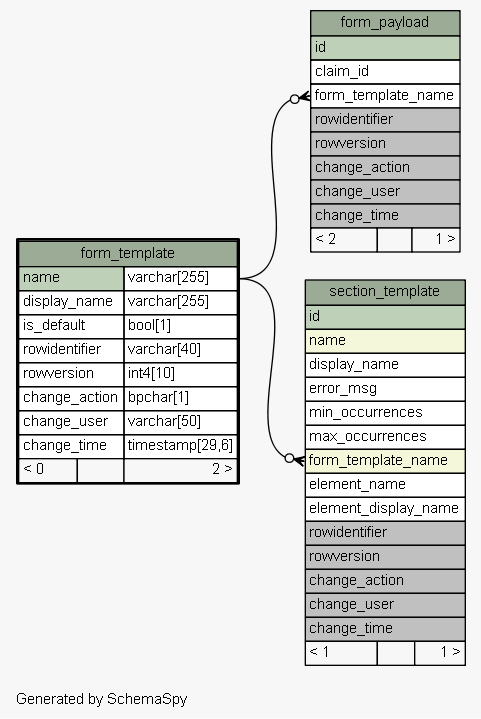 form_payload
id
claim_id
form_template_name
rowidentifier
rowversion
change_action
change_user
change_time
< 2 1 >
form_template
name varchar[255]
display_name varchar[255]
is_default bool[1]
rowidentifier varchar[40]
rowversion int4[10]
change_action bpchar[1]
change_user varchar[50]
change_time timestamp[29,6]
< 0 2 >
section_template
id
name
display_name
error_msg
min_occurrences
max_occurrences
form_template_name
element_name
element_display_name
rowidentifier
rowversion
change_action
change_user
change_time
< 1 1 >
Generated by SchemaSpy